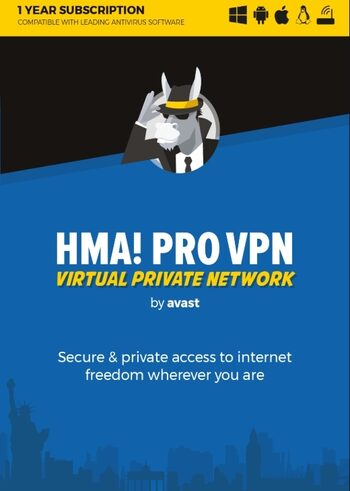 1 YEAR SUBSCRIPTION
COMPATIBLE WITH LEADING ANTIVIRUS SOFTWARE
HMA! PRO VPN
VIRTUAL PRIVATE NETWORK
by avast
Secure & private access to internet
freedom wherever you are